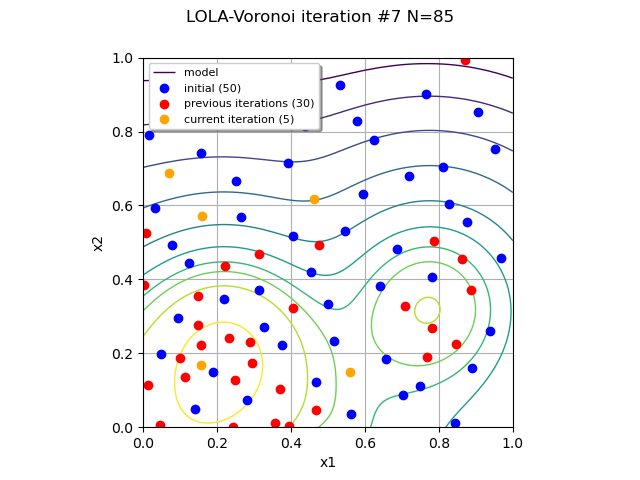 LOLA-Voronoi iteration #7 N=85
model
initial (50)
previous iterations (30)
current iteration (5)
1.0
0.8
0.6
0.4
0.2
0.0
x2
0.0 0.2 0.4 0.6 0.8 1.0
x1